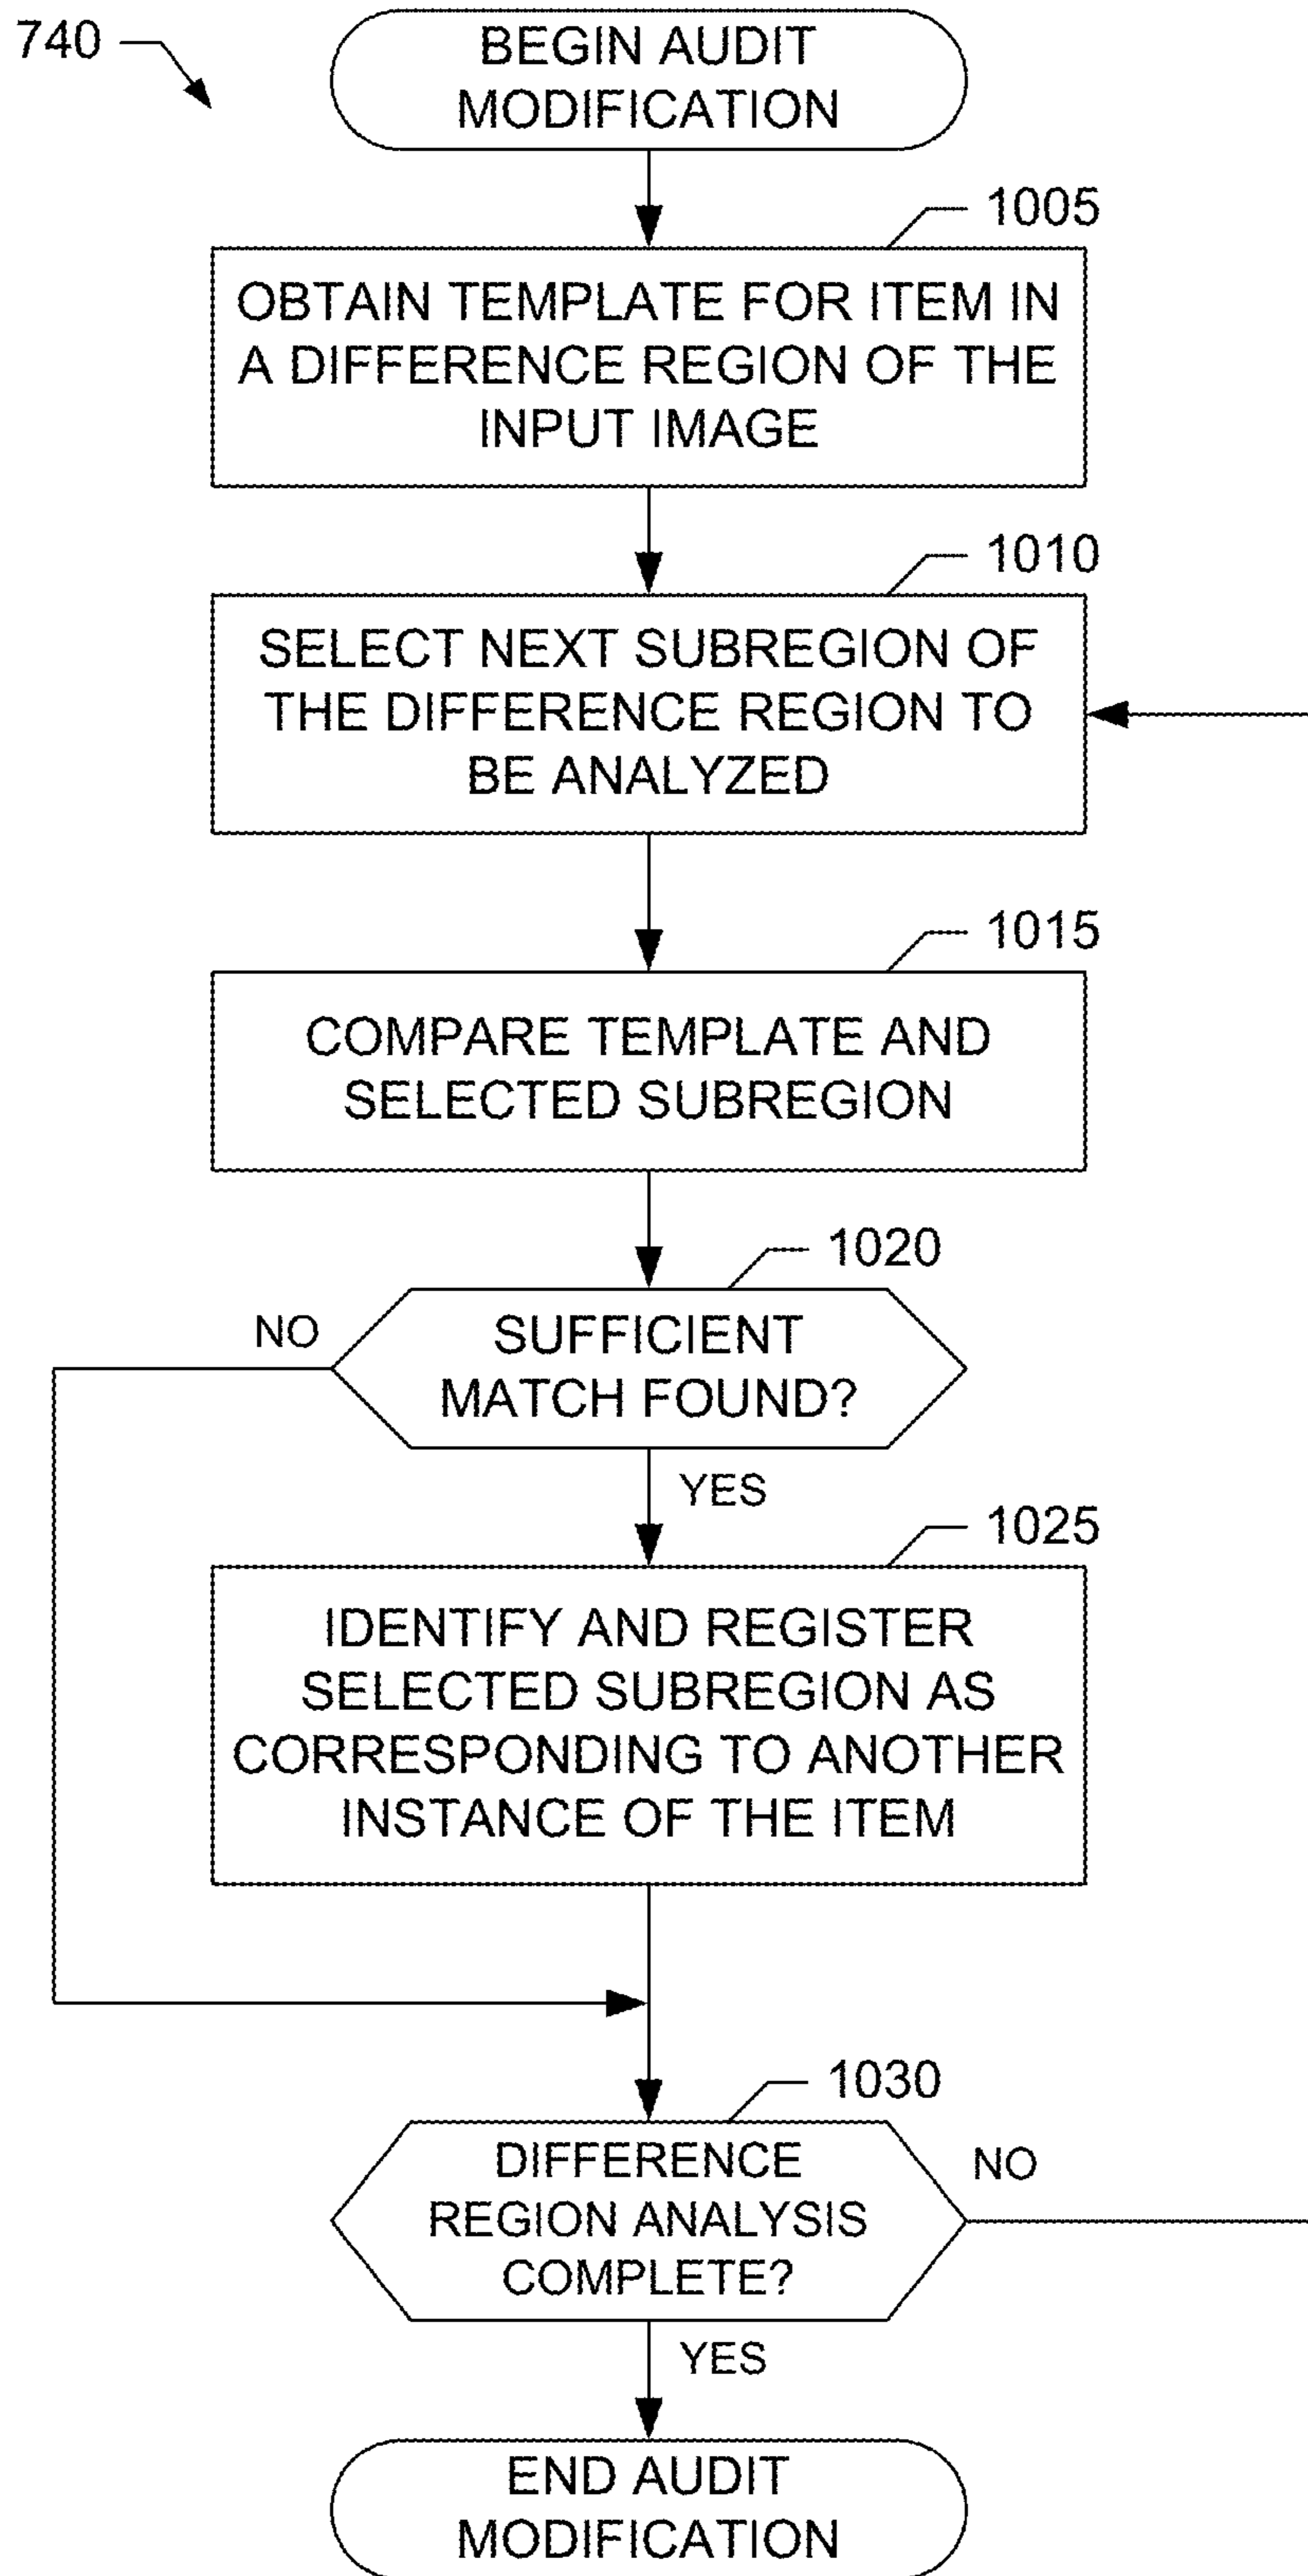 740
BEGIN AUDIT
MODIFICATION
1005
OBTAIN TEMPLATE FOR ITEM IN
A DIFFERENCE REGION OF THE
INPUT IMAGE
1010
SELECT NEXT SUBREGION OF
THE DIFFERENCE REGION TO
BE ANALYZED
1015
COMPARE TEMPLATE AND
SELECTED SUBREGION
1020
NO
SUFFICIENT
MATCH FOUND?
YES
1025
IDENTIFY AND REGISTER
SELECTED SUBREGION AS
CORRESPONDING TO ANOTHER
INSTANCE OF THE ITEM
1030
DIFFERENCE
REGION ANALYSIS
COMPLETE?
NO
YES
END AUDIT
MODIFICATION